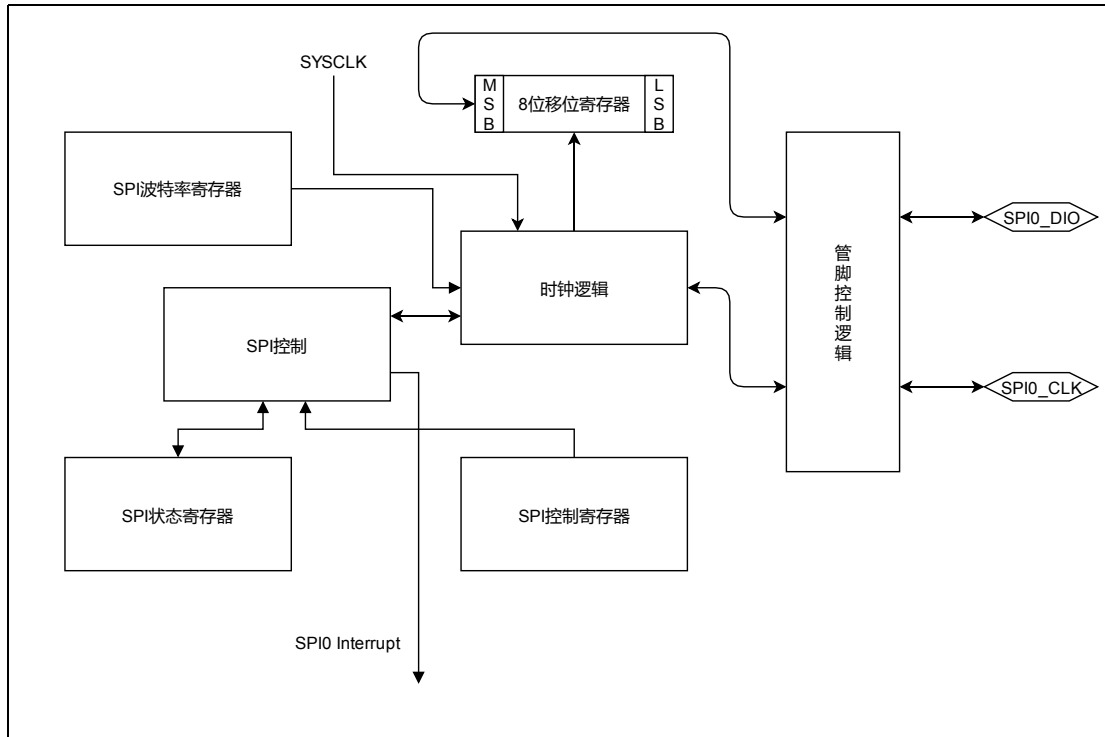 SYSCLK
MSB
8位移位寄存器
LSB
SPI波特率寄存器
时钟逻辑
管脚控制逻辑
SPI0_DIO
SPI控制
SPI0_CLK
SPI状态寄存器
SPI控制寄存器
SPI0 Interrupt